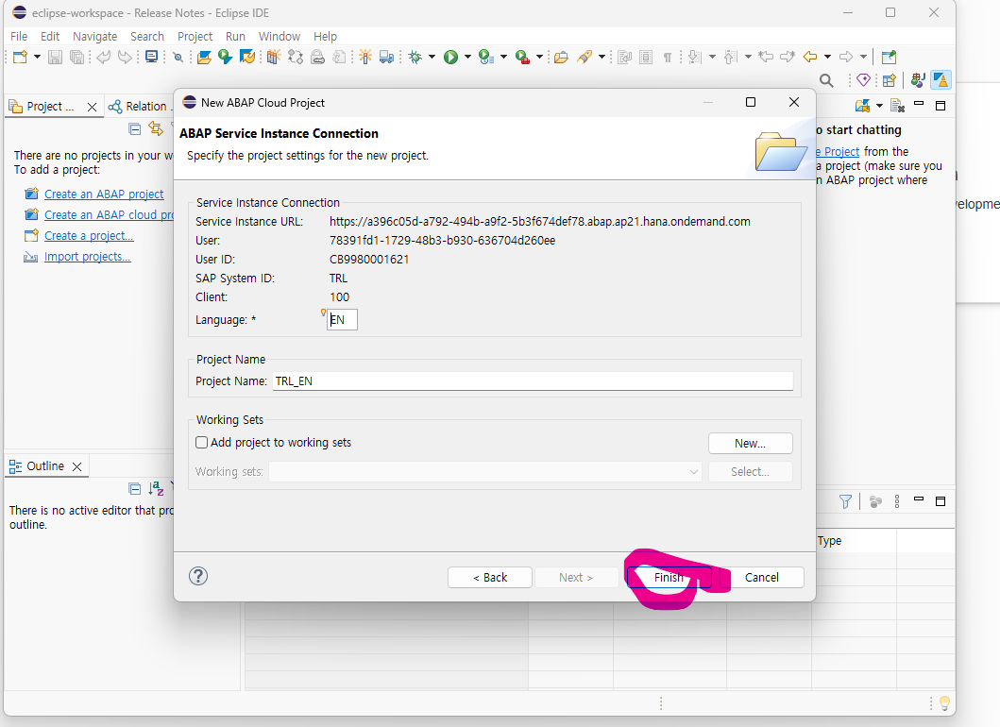 eclipse-workspace - Release Notes - Eclipse IDE
File Edit Navigate Search Project Run Window Help
Project ...
Relation
There are no projects in your w
To add a project:
Create an ABAP project
Create an ABAP cloud pro
Create a project...
Import projects...
Outline
There is no active editor that pro
outline.
New ABAP Cloud Project
ABAP Service Instance Connection
Specify the project settings for the new project.
Service Instance Connection
Service Instance URL: https://a396c05d-a792-494b-a9f2-5b3f674def78.abap.ap21.hana.ondemand.com
User: 78391fd1-1729-48b3-b930-636704d260ee
User ID: CB9980001621
SAP System ID: TRL
Client: 100
Language: * EN
Project Name
Project Name: TRL_EN
Working Sets
Add project to working sets
New...
Working sets:
Select...
< Back Next > Finish Cancel
o start chatting
e Project from the
a project (make sure you
n ABAP project where
velopme
Type